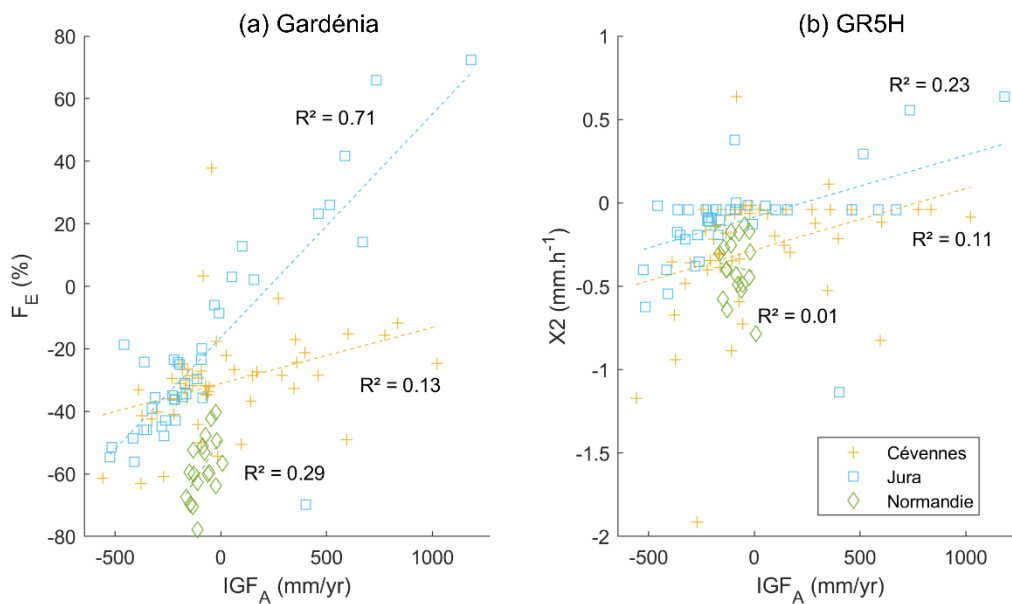 (a) Gardénia
80
60
40
20
0
-20
-40
-60
-80
F_E (%)
R² = 0.71
R² = 0.13
R² = 0.29
-500
0
500
1000
IGF_A (mm/yr)
(b) GR5H
1
0.5
0
-0.5
-1
-1.5
-2
X2 (mm.h⁻¹)
R² = 0.23
R² = 0.11
R² = 0.01
Cévennes
Jura
Normandie
-500
0
500
1000
IGF_A (mm/yr)